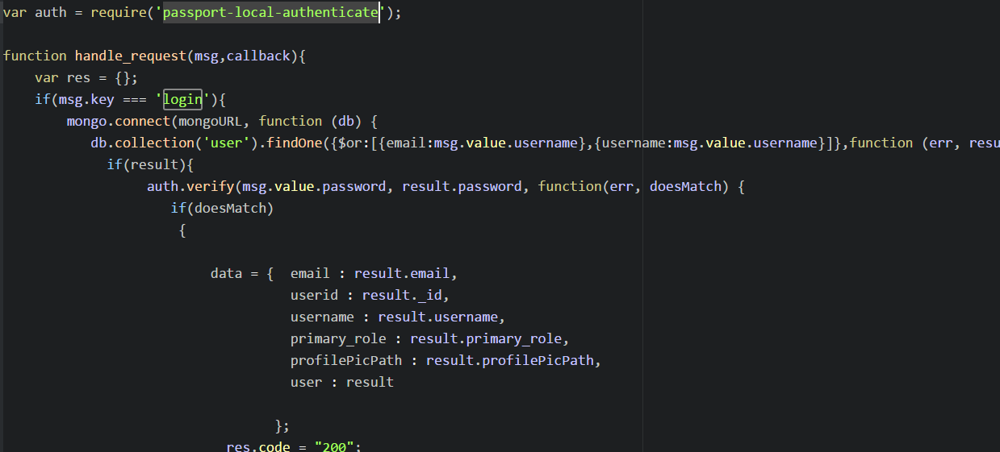 var auth = require('passport-local-authenticate');
function handle_request(msg,callback){
var res = {};
if(msg.key === 'login'){
mongo.connect(mongoURL, function (db) {
db.collection('user').findOne({$or:[{email:msg.value.username},{username:msg.value.username}]},function (err, resu
if(result){
auth.verify(msg.value.password, result.password, function(err, doesMatch) {
if(doesMatch)
{
data = {  email : result.email,
userid : result._id,
username : result.username,
primary_role : result.primary_role,
profilePicPath : result.profilePicPath,
user : result
};
res.code = "200";